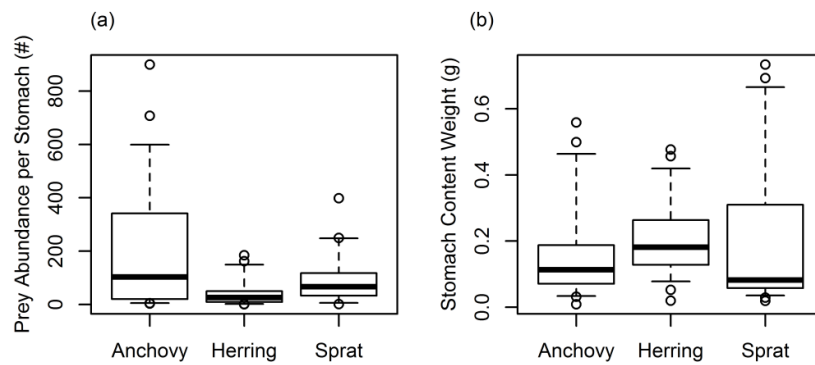 (a)
Prey Abundance per Stomach (#)
800
600
400
200
0
Anchovy Herring Sprat
(b)
Stomach Content Weight (g)
0.6
0.4
0.2
0.0
Anchovy Herring Sprat